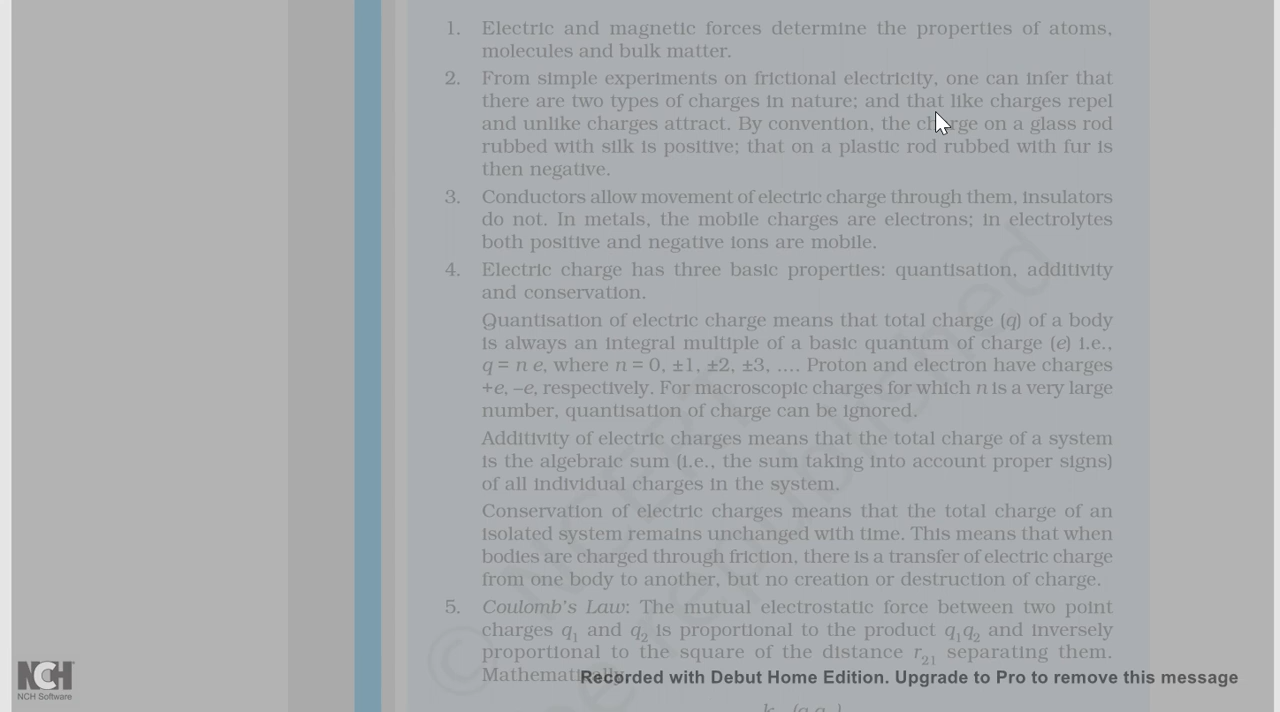 1. Electric and magnetic forces determine the properties of atoms,
molecules and bulk matter.
2. From simple experiments on frictional electricity, one can infer that
there are two types of charges in nature; and that like charges repel
and unlike charges attract. By convention, the charge on a glass rod
rubbed with silk is positive; that on a plastic rod rubbed with fur is
then negative.
3. Conductors allow movement of electric charge through them, insulators
do not. In metals, the mobile charges are electrons; in electrolytes
both positive and negative ions are mobile.
4. Electric charge has three basic properties: quantisation, additivity
and conservation.
Quantisation of electric charge means that total charge (q) of a body
is always an integral multiple of a basic quantum of charge (e) i.e.,
q = n e, where n = 0, ±1, ±2, ±3, .... Proton and electron have charges
+e, –e, respectively. For macroscopic charges for which n is a very large
number, quantisation of charge can be ignored.
Additivity of electric charges means that the total charge of a system
is the algebraic sum (i.e., the sum taking into account proper signs)
of all individual charges in the system.
Conservation of electric charges means that the total charge of an
isolated system remains unchanged with time. This means that when
bodies are charged through friction, there is a transfer of electric charge
from one body to another, but no creation or destruction of charge.
5. Coulomb's Law: The mutual electrostatic force between two point
charges q₁ and q₂ is proportional to the product q₁q₂ and inversely
proportional to the square of the distance r₂₁ separating them.
NCH
NCH Software
Recorded with Debut Home Edition. Upgrade to Pro to remove this message